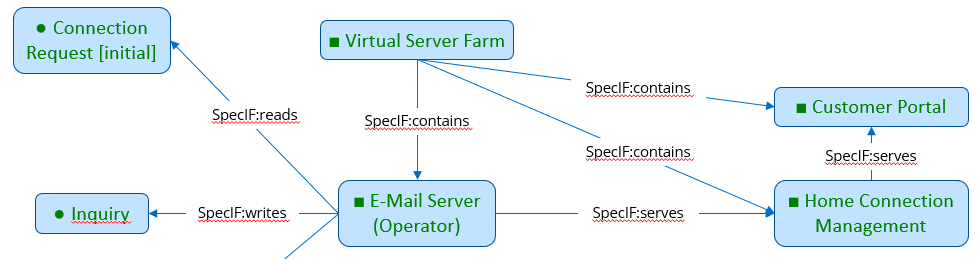 ● Connection
Request [initial]
■ Virtual Server Farm
SpecIF:contains
■ Customer Portal
SpecIF:reads
SpecIF:contains
SpecIF:contains
SpecIF:serves
● Inquiry
SpecIF:writes
■ E-Mail Server
(Operator)
SpecIF:serves
■ Home Connection
Management